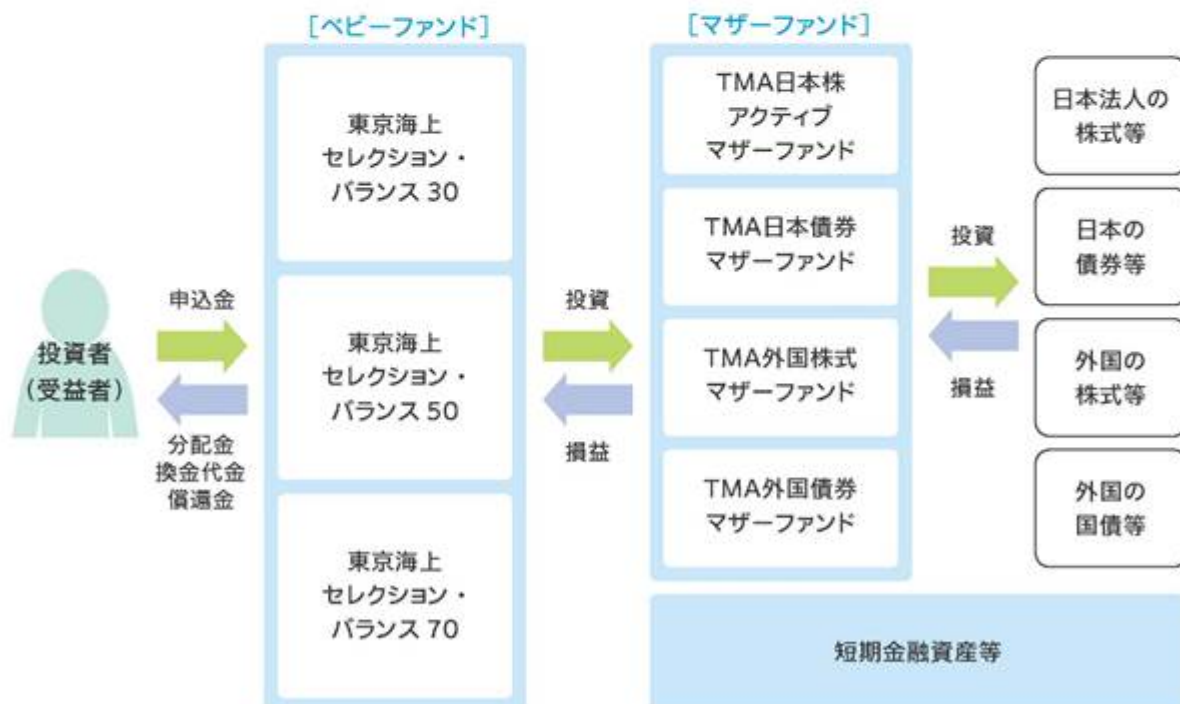 [ベビーファンド]
[マザーファンド]
投資者
（受益者）
申込金
分配金
換金代金
償還金
東京海上
セレクション・
バランス 30
東京海上
セレクション・
バランス 50
東京海上
セレクション・
バランス 70
投資
損益
TMA日本株
アクティブ
マザーファンド
TMA日本債券
マザーファンド
TMA外国株式
マザーファンド
TMA外国債券
マザーファンド
投資
損益
日本法人の
株式等
日本の
債券等
外国の
株式等
外国の
国債等
短期金融資産等